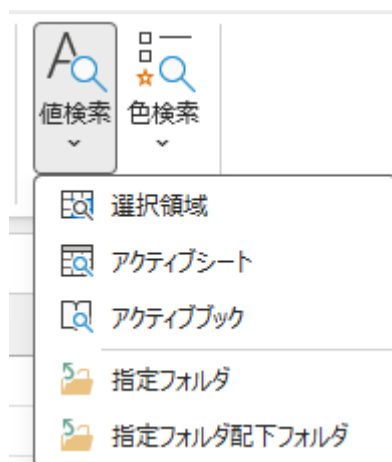 値検索
色検索
選択領域
アクティブシート
アクティブブック
指定フォルダ
指定フォルダ配下フォルダ